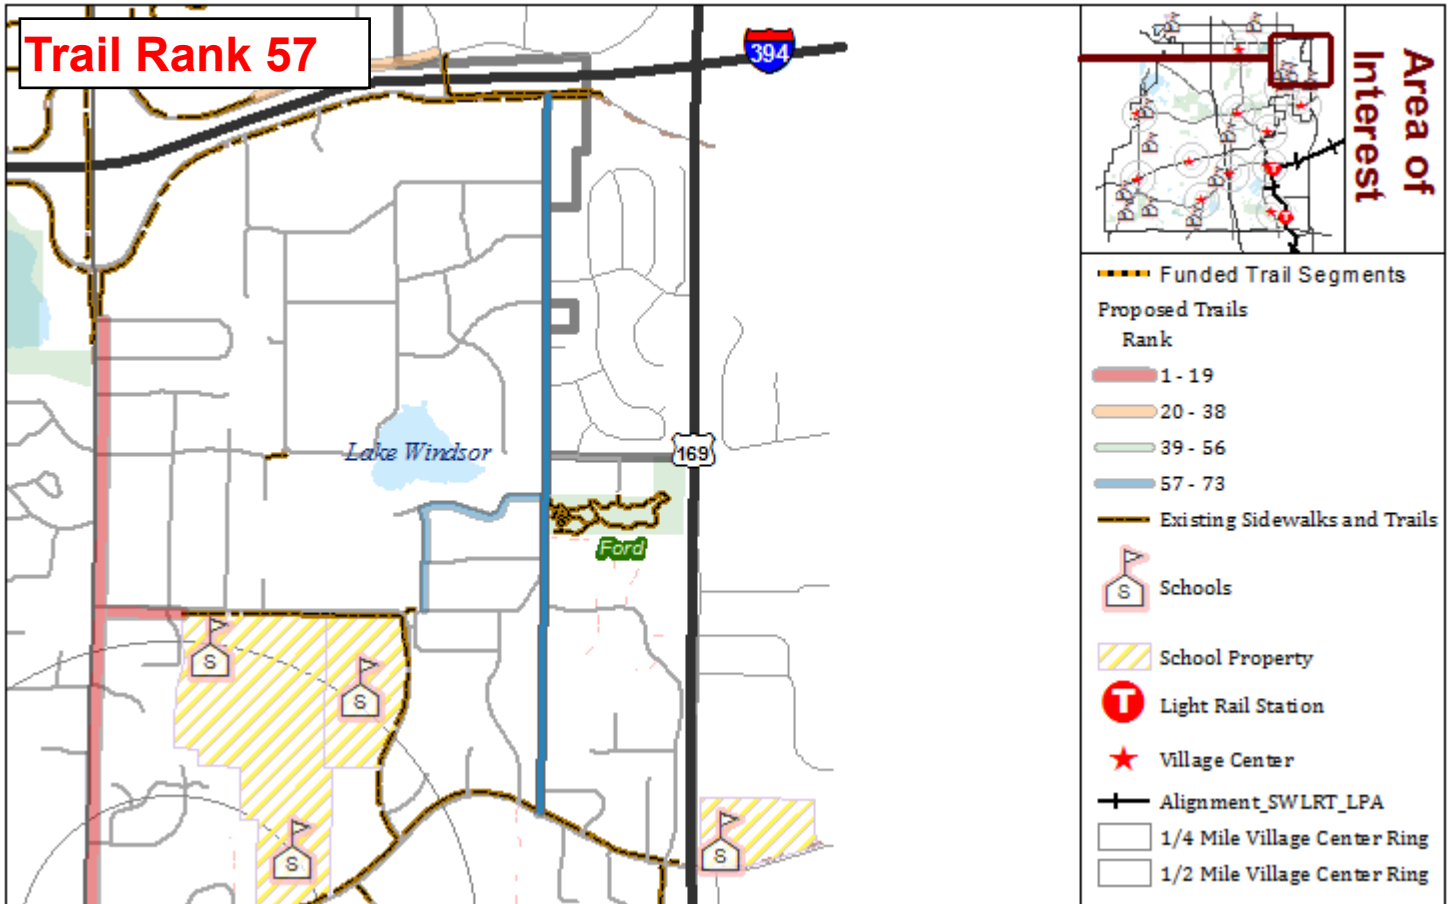 Trail Rank 57
394
Area of
Interest
T
T
Funded Trail Segments
Proposed Trails
Rank
1 - 19
20 - 38
39 - 56
57 - 73
Existing Sidewalks and Trails
S
Schools
School Property
T
Light Rail Station
Village Center
Alignment_SWLRT_LPA
1/4 Mile Village Center Ring
1/2 Mile Village Center Ring
Lake Windsor
169
Ford
S
S
S
S